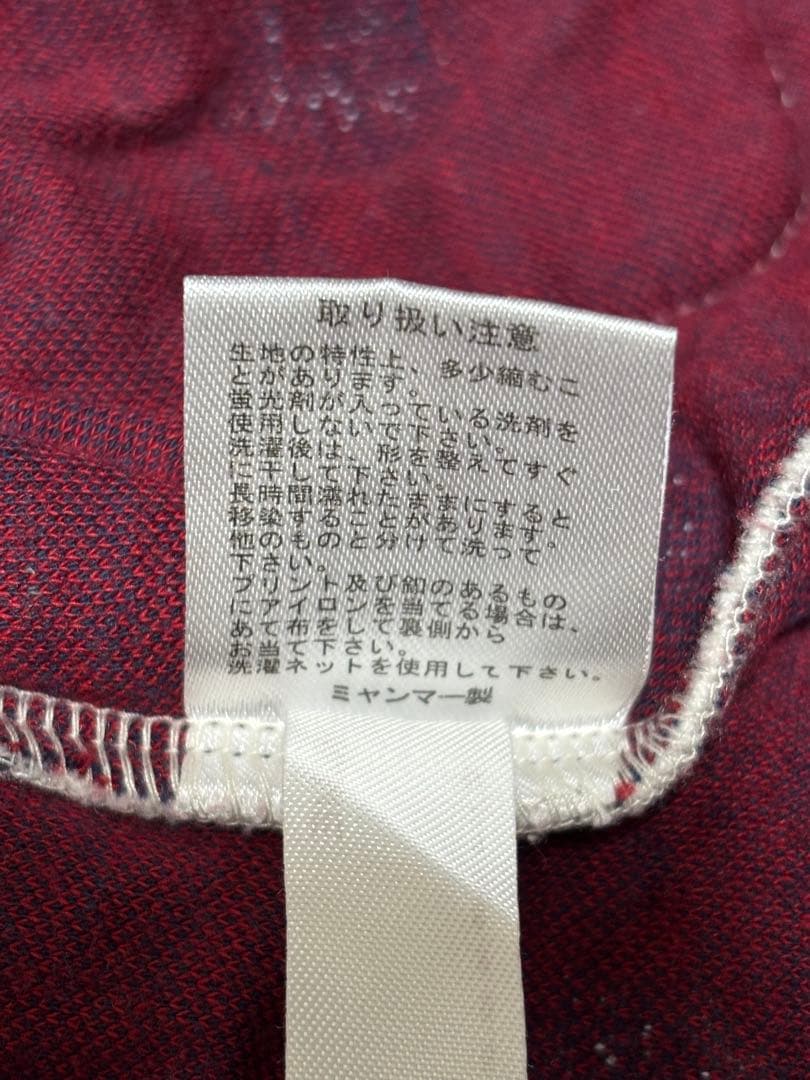 取り扱い注意
生地の特性上、多少縮むこ
とがあります。
蛍光剤が入っている洗剤を
使用しないで下さい。
洗濯後は、形を整えてすぐ
に干して下さい。
長時間濡れたままにすると
移染することがあります。
他のものと分けて洗って
下さい。
プリント及び釦のあるもの
にアイロンを当てる場合は、
あて布をして裏側から
お当て下さい。
洗濯ネットを使用して下さい。
ミャンマー製